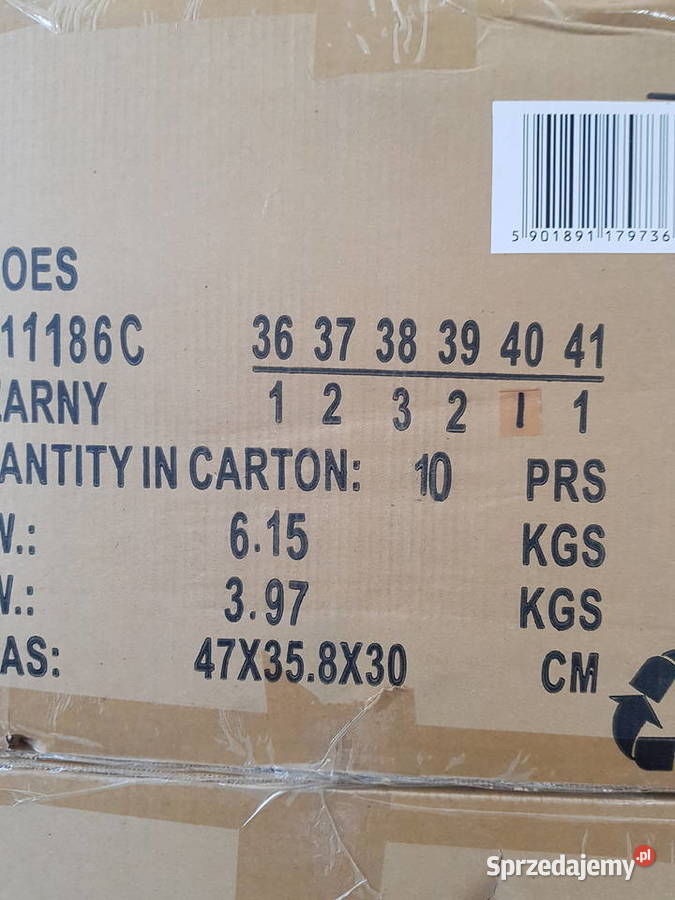 5 901891 179736
OES
11186C 36 37 38 39 40 41
ARNY 1 2 3 2 1 1
ANTITY IN CARTON: 10 PRS
W.: 6.15 KGS
W.: 3.97 KGS
AS: 47X35.8X30 CM
Sprzedajemy.pl